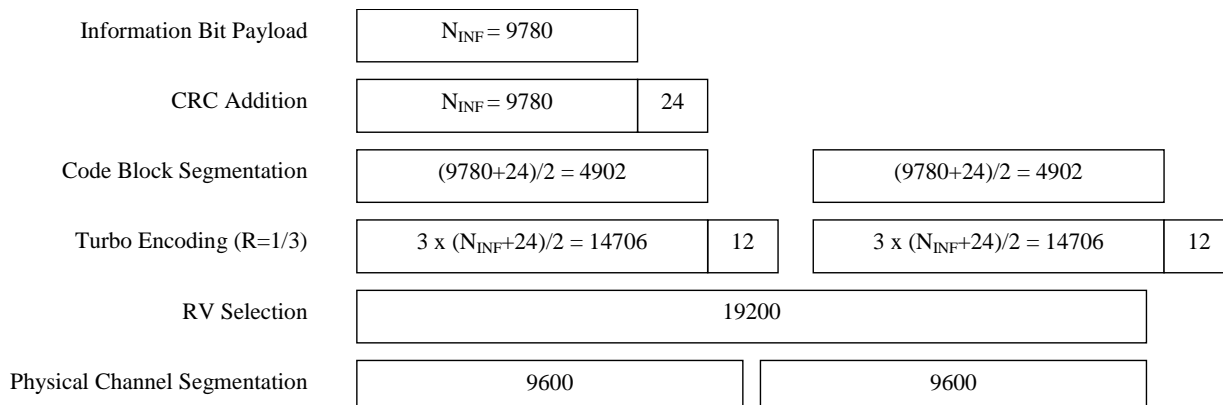 Information Bit Payload N_INF = 9780
CRC Addition N_INF = 9780 24
Code Block Segmentation (9780+24)/2 = 4902 (9780+24)/2 = 4902
Turbo Encoding (R=1/3) 3 x (N_INF+24)/2 = 14706 12 3 x (N_INF+24)/2 = 14706 12
RV Selection 19200
Physical Channel Segmentation 9600 9600